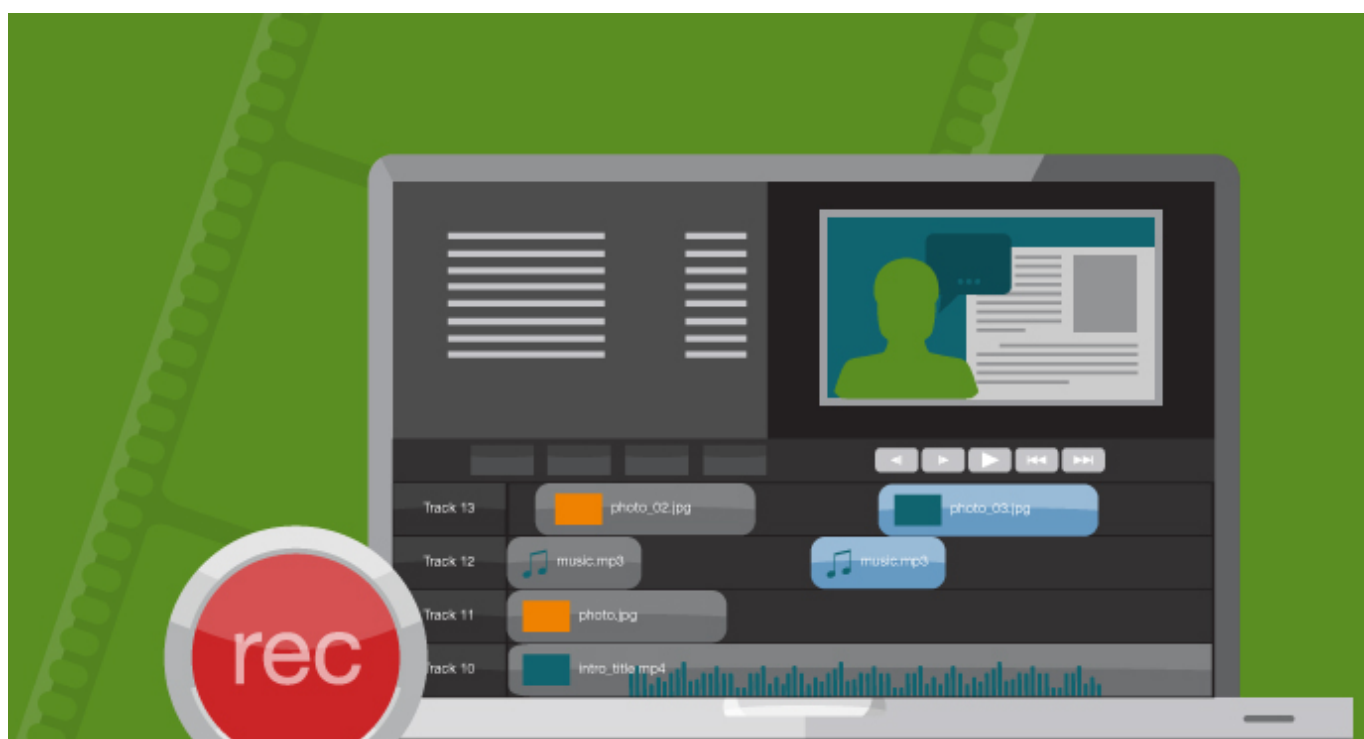 Track 13
photo_02.jpg
photo_03.jpg
Track 12
music.mp3
music.mp3
Track 11
photo.jpg
Track 10
intro_title.mp4
rec